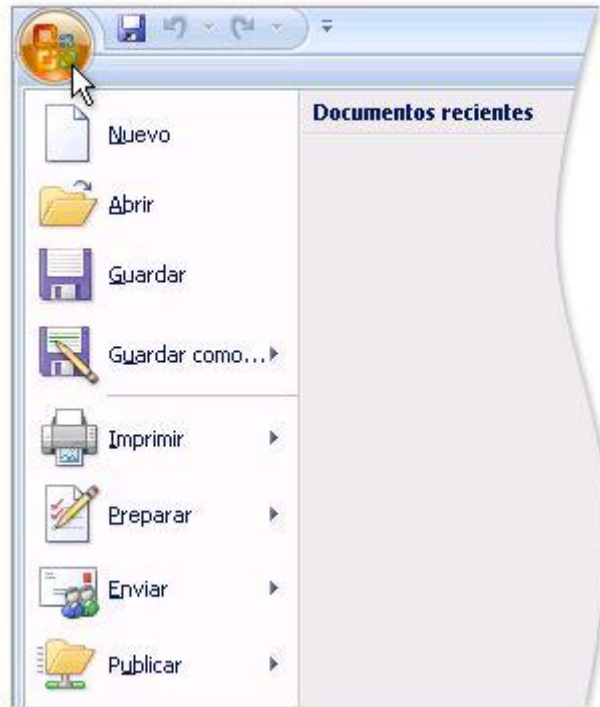 Documentos recientes
Nuevo
Abrir
Guardar
Guardar como...
Imprimir
Preparar
Enviar
Publicar